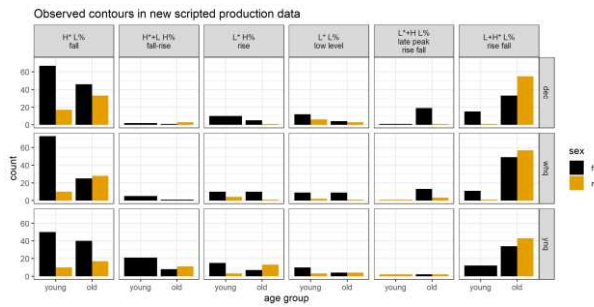 Observed contours in new scripted production data
H* L%
fall
H*+L H%
fall-rise
L* H%
rise
L* L%
low level
L*+H L%
late peak
rise fall
L+H* L%
rise fall
60
40
20
0
dec
60
40
20
0
whq
60
40
20
0
ynq
count
young old
young old
young old
young old
young old
young old
age group
sex
f